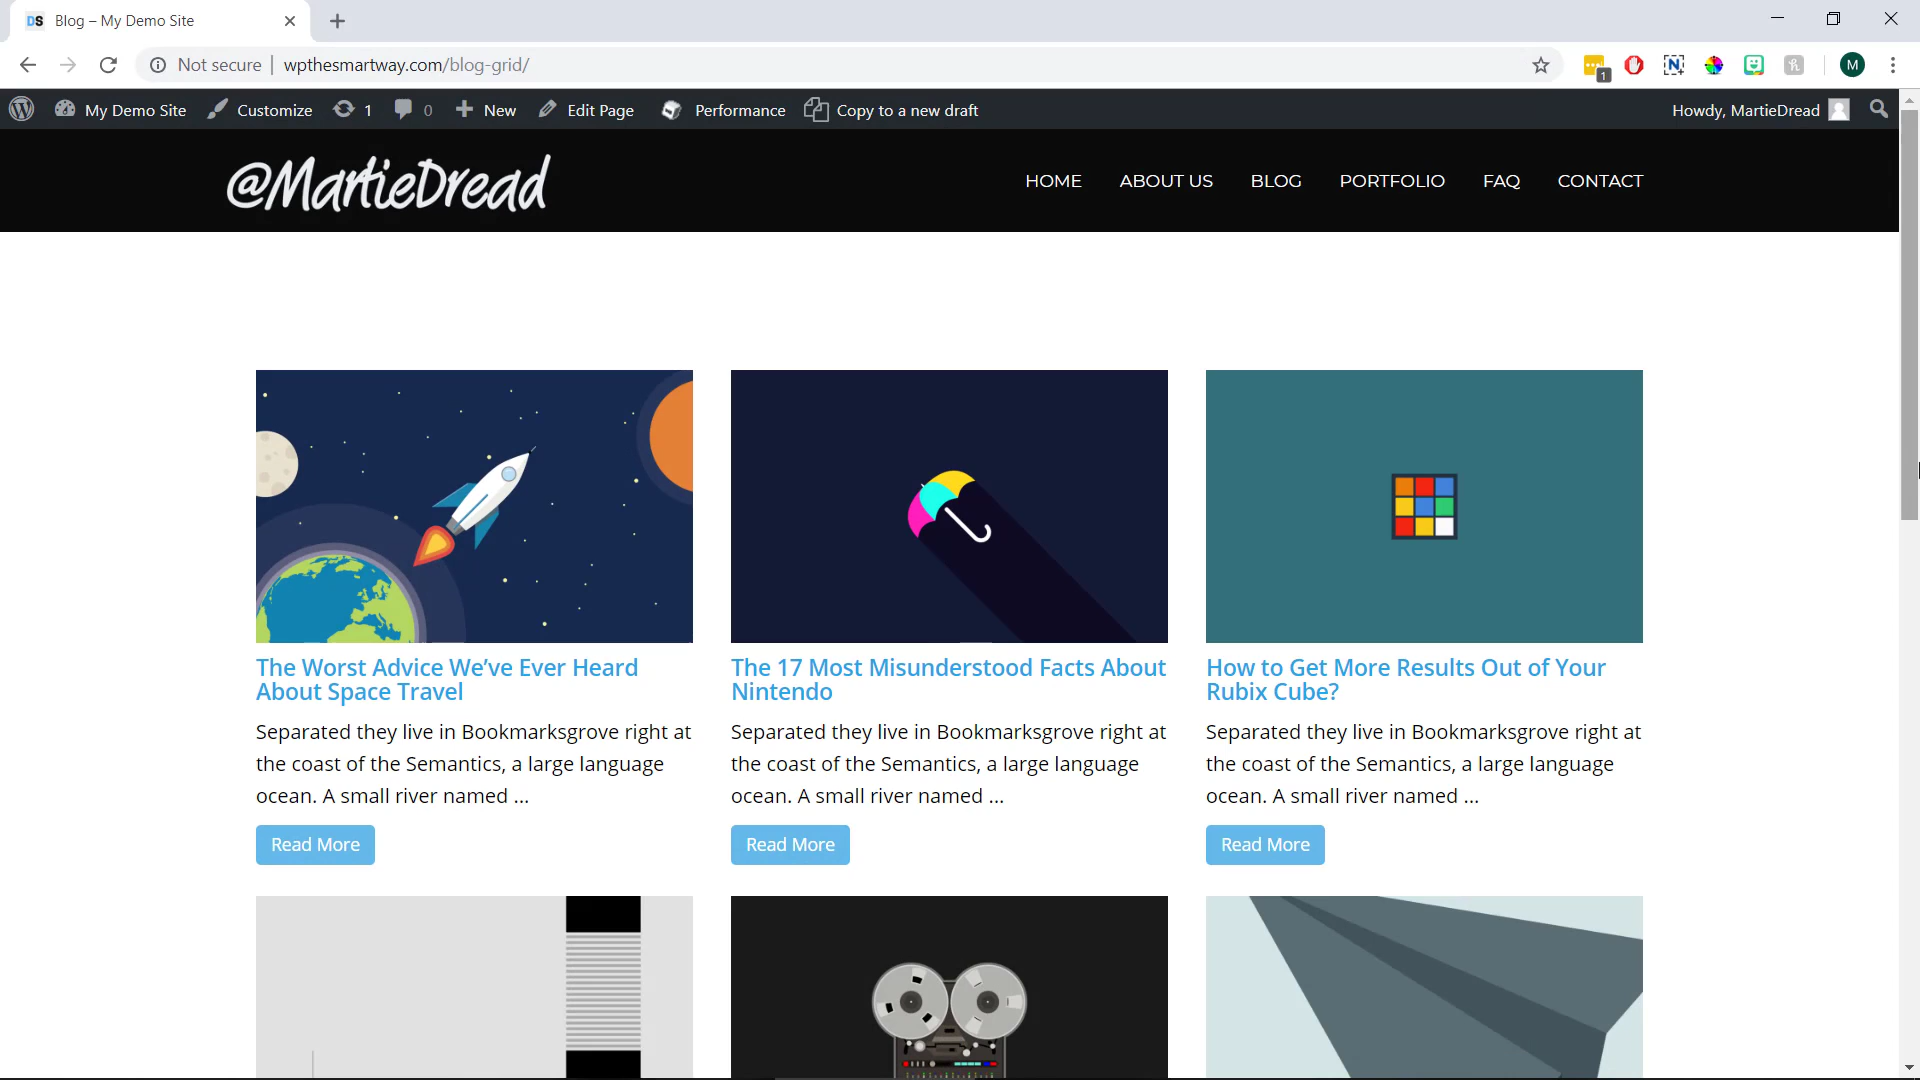 DS Blog – My Demo Site
Not secure wpthesmartway.com/blog-grid/
1
M
My Demo Site Customize 1 0 New Edit Page Performance Copy to a new draft Howdy, MartieDread
@MartieDread
HOME ABOUT US BLOG PORTFOLIO FAQ CONTACT
The Worst Advice We've Ever Heard
About Space Travel
Separated they live in Bookmarksgrove right at
the coast of the Semantics, a large language
ocean. A small river named ...
Read More
The 17 Most Misunderstood Facts About
Nintendo
Separated they live in Bookmarksgrove right at
the coast of the Semantics, a large language
ocean. A small river named ...
Read More
How to Get More Results Out of Your
Rubix Cube?
Separated they live in Bookmarksgrove right at
the coast of the Semantics, a large language
ocean. A small river named ...
Read More